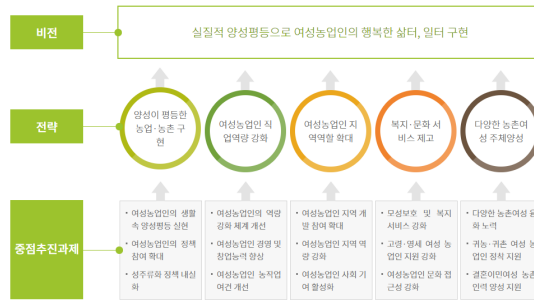 비전
실질적 양성평등으로 여성농업인의 행복한 삶터, 일터 구현
전략
양성이 평등한
농업·농촌 구
현
여성농업인 직
업역량 강화
여성농업인 지
역역할 확대
복지·문화 서
비스 제고
다양한 농촌여
성 주체양성
중점추진과제
• 여성농업인의 생활
속 양성평등 실현
• 여성농업인의 정책
참여 확대
• 성주류화 정책 내실
화
• 여성농업인의 역량
강화 체계 개선
• 여성농업인 경영 및
창업능력 향상
• 여성농업인 농작업
여건 개선
• 여성농업인 지역 개
발 참여 확대
• 여성농업인 지역 역
량 강화
• 여성농업인 사회 기
여 활성화
• 모성보호 및 복지
서비스 강화
• 고령·영세 여성 농
업인 지원 강화
• 여성농업인 문화 접
근성 강화
• 다양한 농촌여성
화 노력
• 귀농·귀촌 여성
업인 정착 지원
• 결혼이민여성
인력 양성 지원